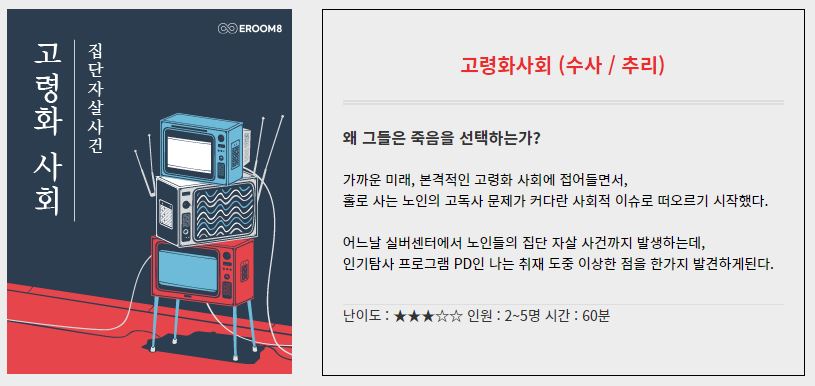 EROOM8
고령화 사회
집단자살사건
고령화사회 (수사 / 추리)
왜 그들은 죽음을 선택하는가?
가까운 미래, 본격적인 고령화 사회에 접어들면서,
홀로 사는 노인의 고독사 문제가 커다란 사회적 이슈로 떠오르기 시작했다.
어느날 실버센터에서 노인들의 집단 자살 사건까지 발생하는데,
인기탐사 프로그램 PD인 나는 취재 도중 이상한 점을 한가지 발견하게된다.
난이도 : ★★★☆☆ 인원 : 2~5명 시간 : 60분